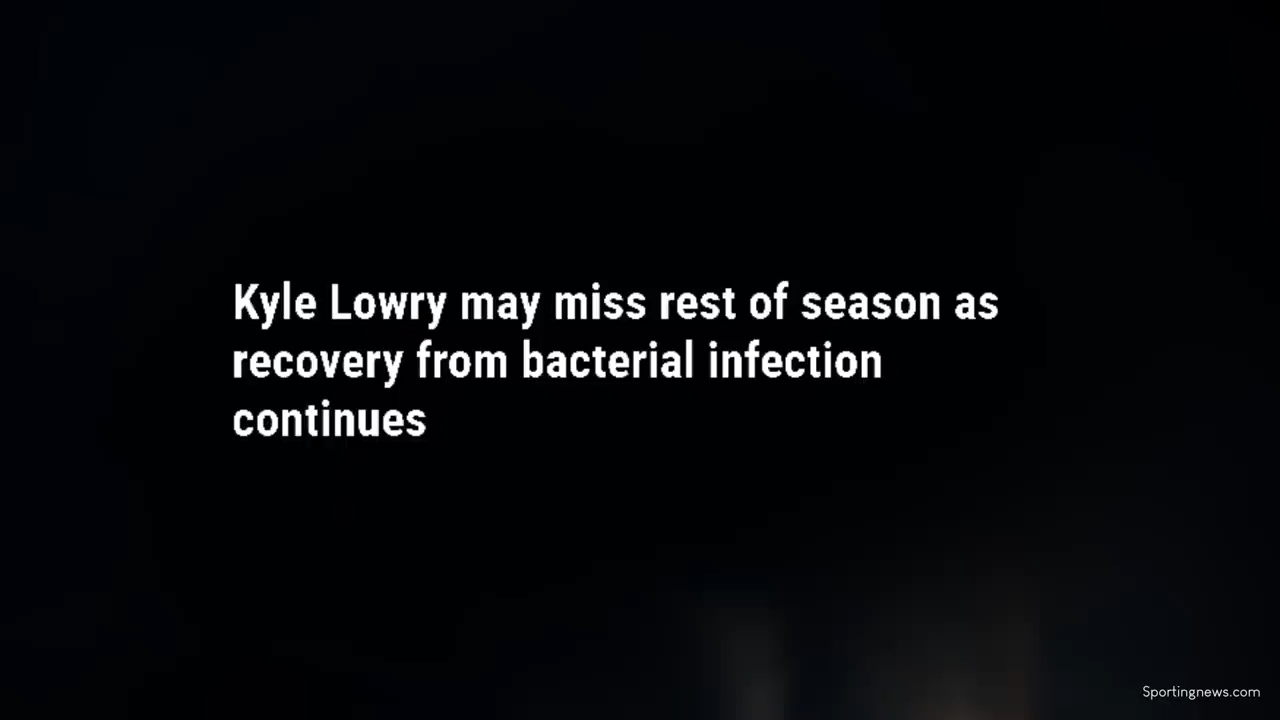 Kyle Lowry may miss rest of season as
recovery from bacterial infection
continues
Sportingnews.com